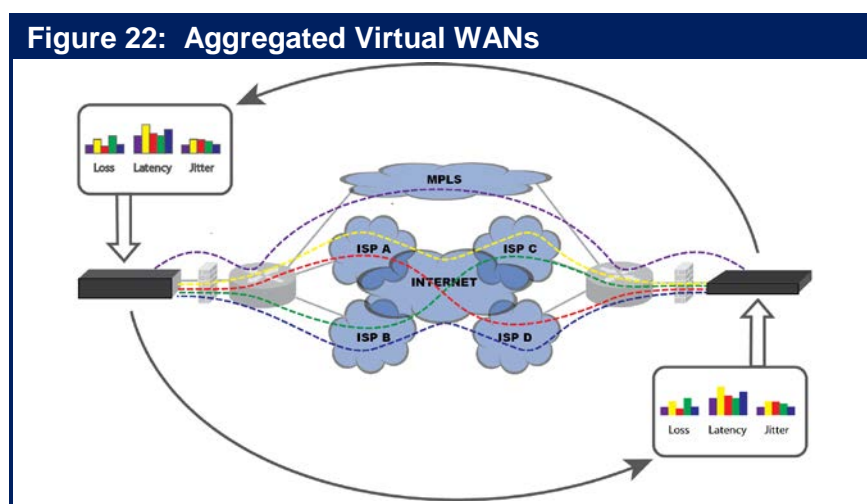 Figure 22: Aggregated Virtual WANs
Loss Latency Jitter
MPLS
ISP A ISP C
INTERNET
ISP B ISP D
Loss Latency Jitter